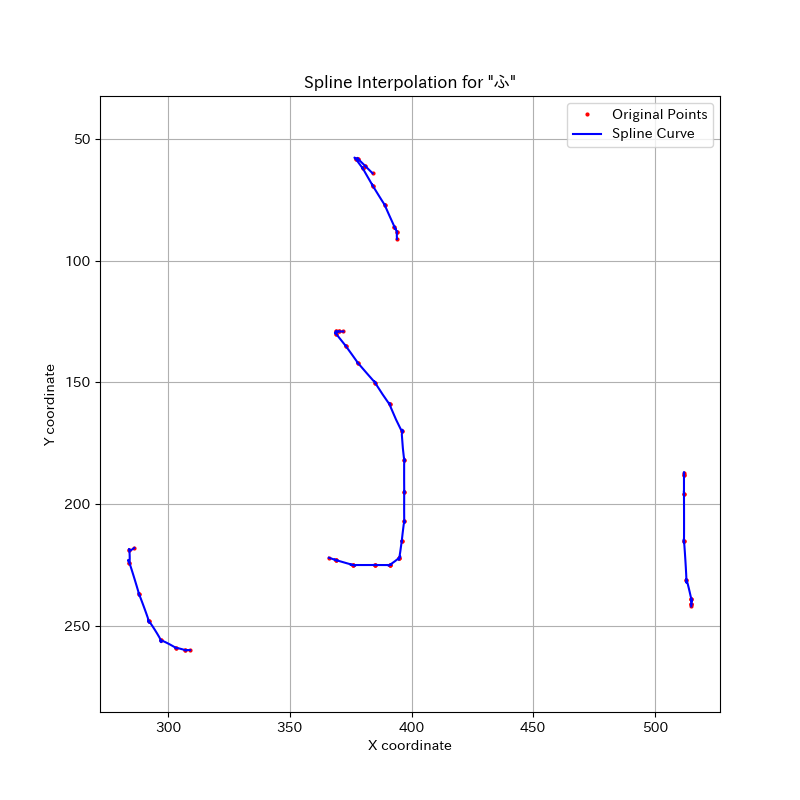 Spline Interpolation for "ふ"
Original Points
Spline Curve
50
100
150
200
250
Y coordinate
300
350
400
450
500
X coordinate
ふ